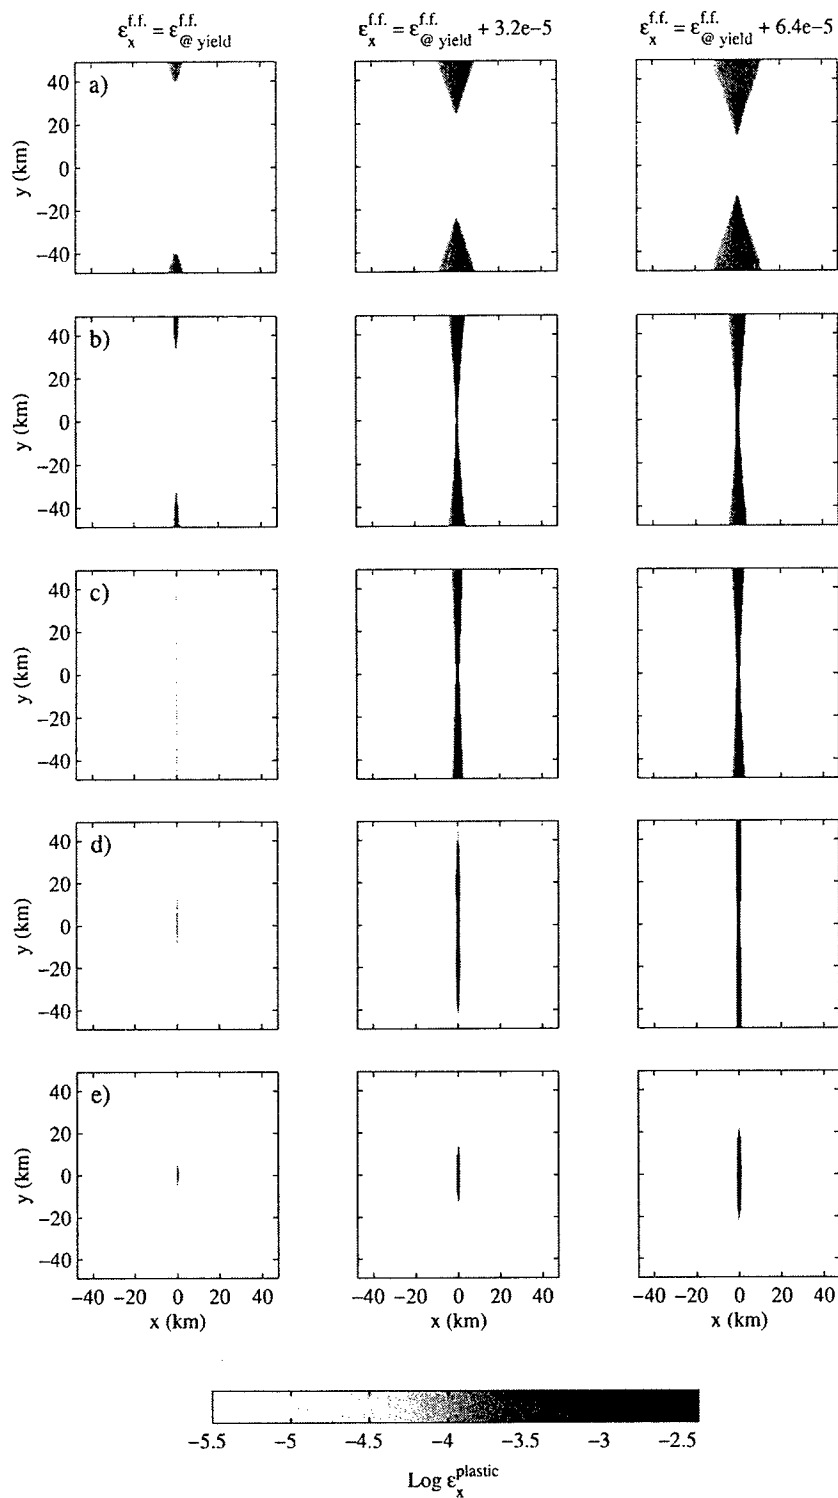 ε_x^f.f. = ε_@ yield^f.f.
ε_x^f.f. = ε_@ yield^f.f. + 3.2e−5
ε_x^f.f. = ε_@ yield^f.f. + 6.4e−5
a)
40
20
0
−20
−40
y (km)
b)
40
20
0
−20
−40
y (km)
c)
40
20
0
−20
−40
y (km)
d)
40
20
0
−20
−40
y (km)
e)
40
20
0
−20
−40
y (km)
−40 −20 0 20 40
−40 −20 0 20 40
−40 −20 0 20 40
x (km)
x (km)
x (km)
−5.5 −5 −4.5 −4 −3.5 −3 −2.5
Log ε_x^plastic